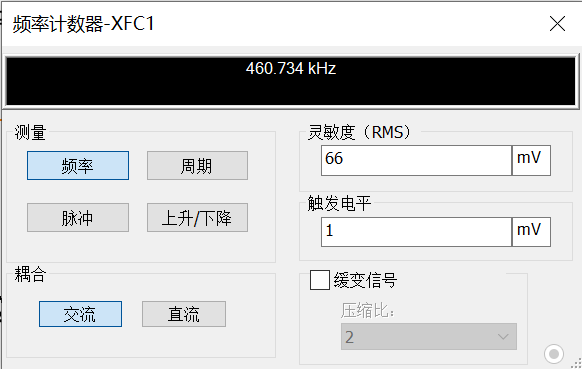 频率计数器-XFC1
460.734 kHz
测量
频率
周期
脉冲
上升/下降
耦合
交流
直流
灵敏度（RMS）
66
mV
触发电平
1
mV
缓变信号
压缩比：
2